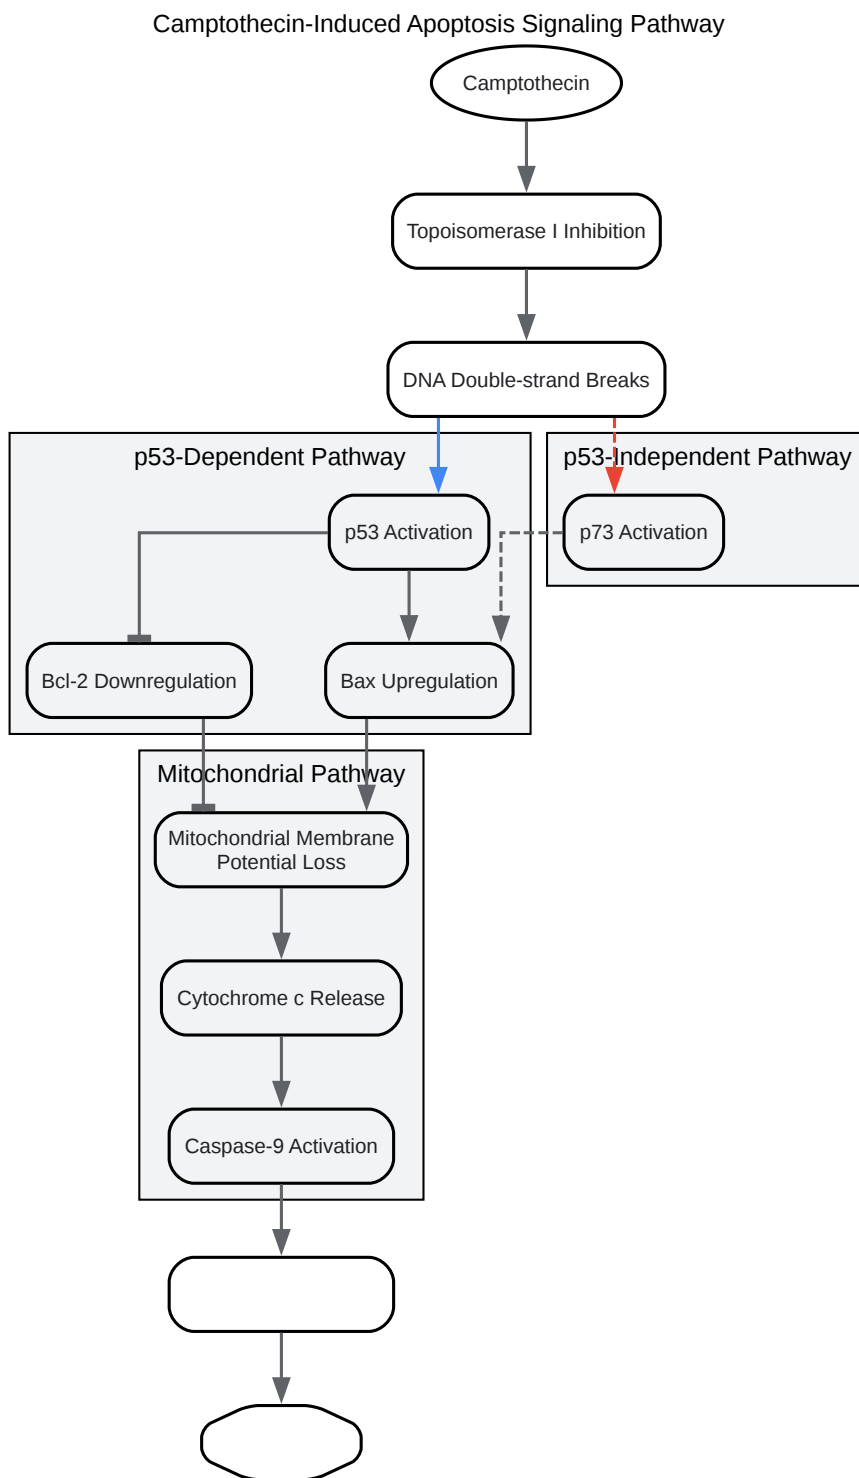 Camptothecin-Induced Apoptosis Signaling Pathway
Camptothecin
Topoisomerase I Inhibition
DNA Double-strand Breaks
p53-Dependent Pathway
p53-Independent Pathway
p53 Activation
p73 Activation
Bcl-2 Downregulation
Bax Upregulation
Mitochondrial Pathway
Mitochondrial Membrane
Potential Loss
Cytochrome c Release
Caspase-9 Activation